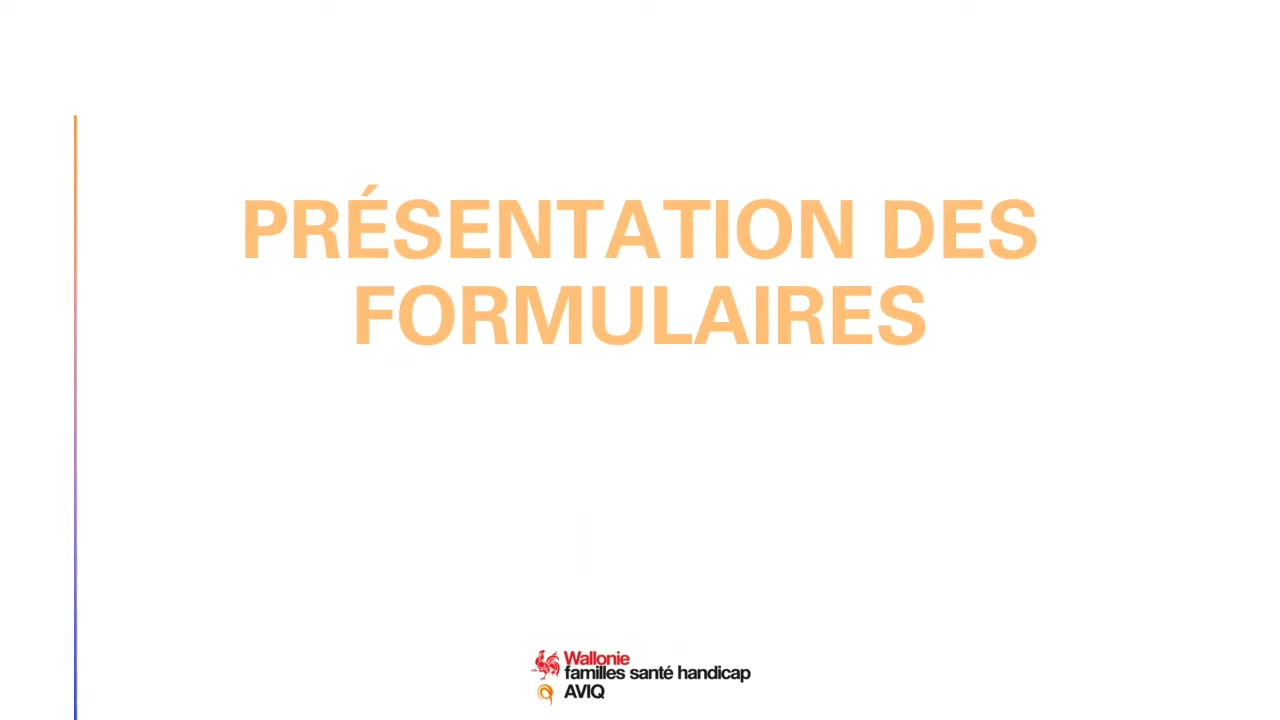 PRÉSENTATION DES
FORMULAIRES
Wallonie
familles santé handicap
AVIQ